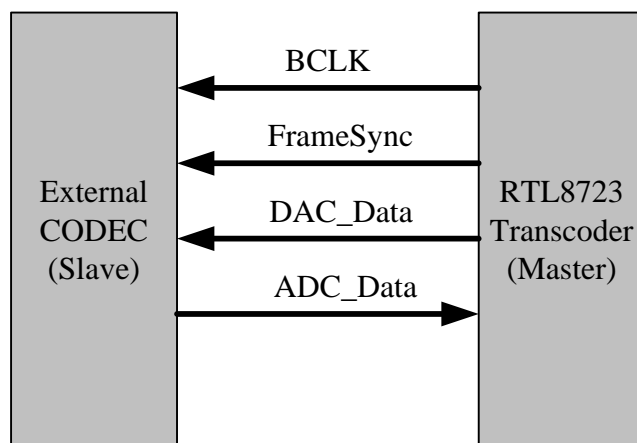 BCLK
FrameSync
DAC_Data
ADC_Data
External
CODEC
(Slave)
RTL8723
Transcoder
(Master)